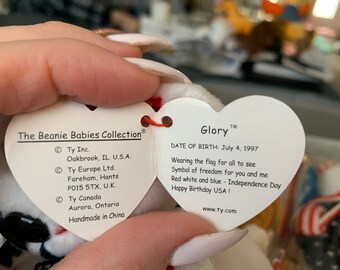 The Beanie Babies Collection®
© Ty Inc.
Oakbrook, IL. U.S.A.
© Ty Europe Ltd.
Fareham, Hants
PO15 5TX, U.K.
© Ty Canada
Aurora, Ontario
Handmade in China
Glory™
DATE OF BIRTH: July 4, 1997
Wearing the flag for all to see
Symbol of freedom for you and me
Red white and blue - Independence Day
Happy Birthday USA !
www.ty.com